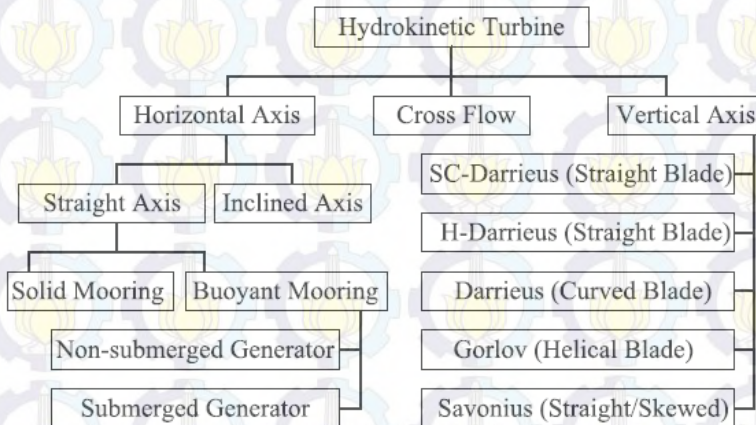 Hydrokinetic Turbine
Horizontal Axis
Cross Flow
Vertical Axis
SC-Darrieus (Straight Blade)
Straight Axis
Inclined Axis
H-Darrieus (Straight Blade)
Solid Mooring
Buoyant Mooring
Darrieus (Curved Blade)
Non-submerged Generator
Gorlov (Helical Blade)
Submerged Generator
Savonius (Straight/Skewed)